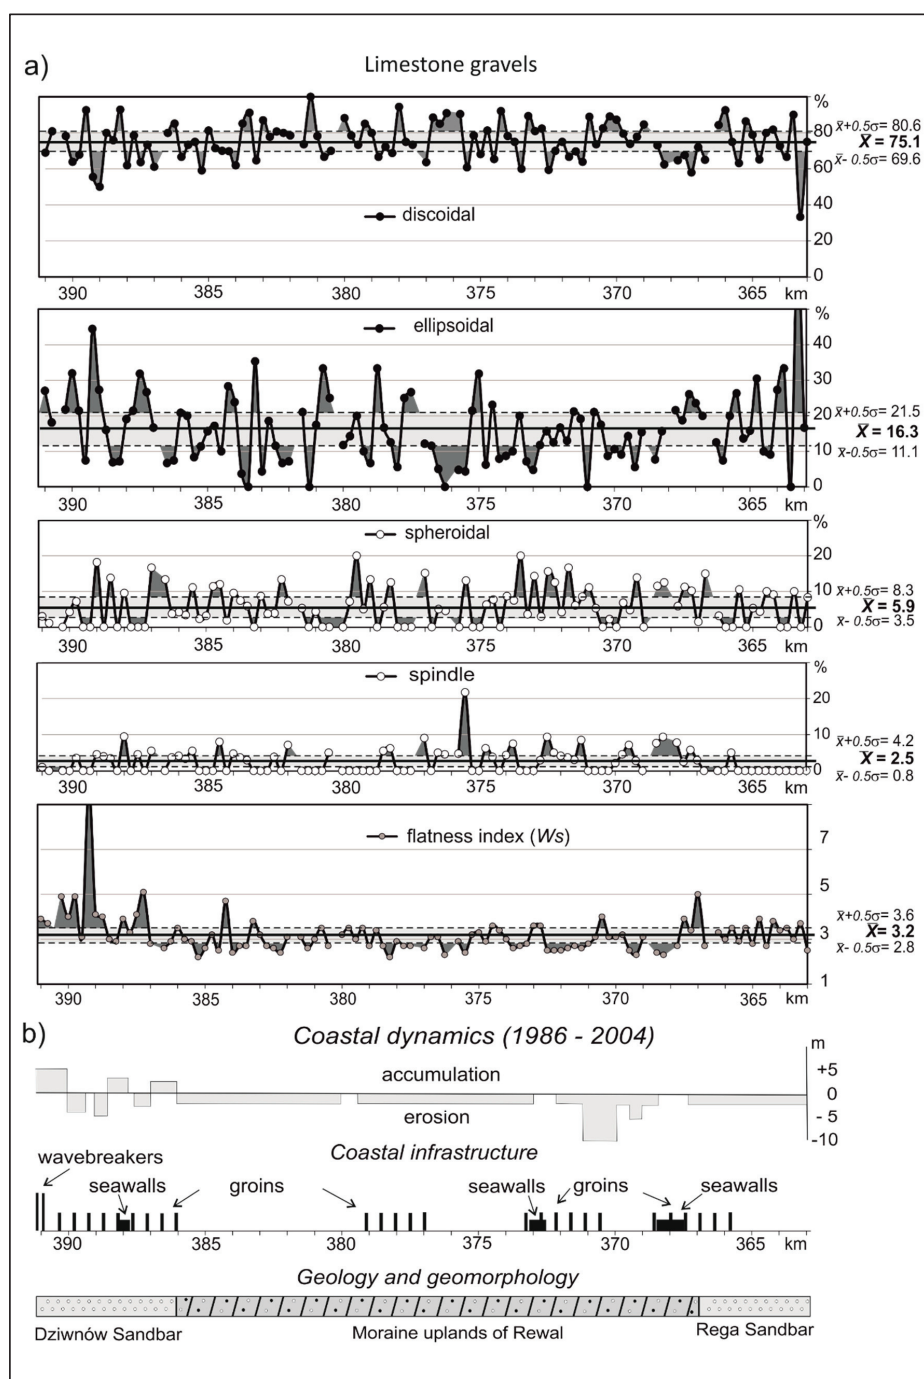 a)
Limestone gravels
%
80
60
40
20
0
x̄+0.5σ= 80.6
X̄ = 75.1
x̄- 0.5σ= 69.6
discoidal
390 385 380 375 370 365 km
%
40
30
20
10
0
x̄+0.5σ= 21.5
X̄ = 16.3
x̄-0.5σ= 11.1
ellipsoidal
390 385 380 375 370 365 km
%
20
10
0
x̄+0.5σ= 8.3
X̄ = 5.9
x̄- 0.5σ= 3.5
spheroidal
390 385 380 375 370 365 km
%
20
10
0
x̄+0.5σ= 4.2
X̄ = 2.5
x̄- 0.5σ= 0.8
spindle
390 385 380 375 370 365 km
7
5
3
1
x̄+0.5σ= 3.6
X̄= 3.2
x̄- 0.5σ= 2.8
flatness index (Ws)
390 385 380 375 370 365
b)
Coastal dynamics (1986 - 2004)
m
+5
0
- 5
-10
accumulation
erosion
Coastal infrastructure
wavebreakers
seawalls groins seawalls groins seawalls
390 385 380 375 370 365 km
Geology and geomorphology
Dziwnów Sandbar Moraine uplands of Rewal Rega Sandbar